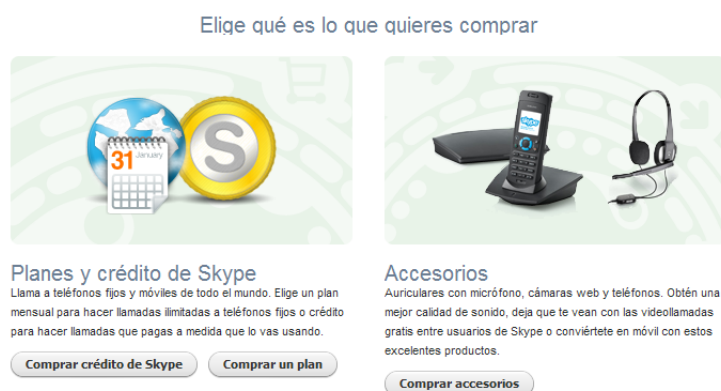 Elige qué es lo que quieres comprar
31 January
S
skype
Planes y crédito de Skype
Llama a teléfonos fijos y móviles de todo el mundo. Elige un plan
mensual para hacer llamadas ilimitadas a teléfonos fijos o crédito
para hacer llamadas que pagas a medida que lo vas usando.
Comprar crédito de Skype
Comprar un plan
Accesorios
Auriculares con micrófono, cámaras web y teléfonos. Obtén una
mejor calidad de sonido, deja que te vean con las videollamadas
gratis entre usuarios de Skype o conviértete en móvil con estos
excelentes productos.
Comprar accesorios